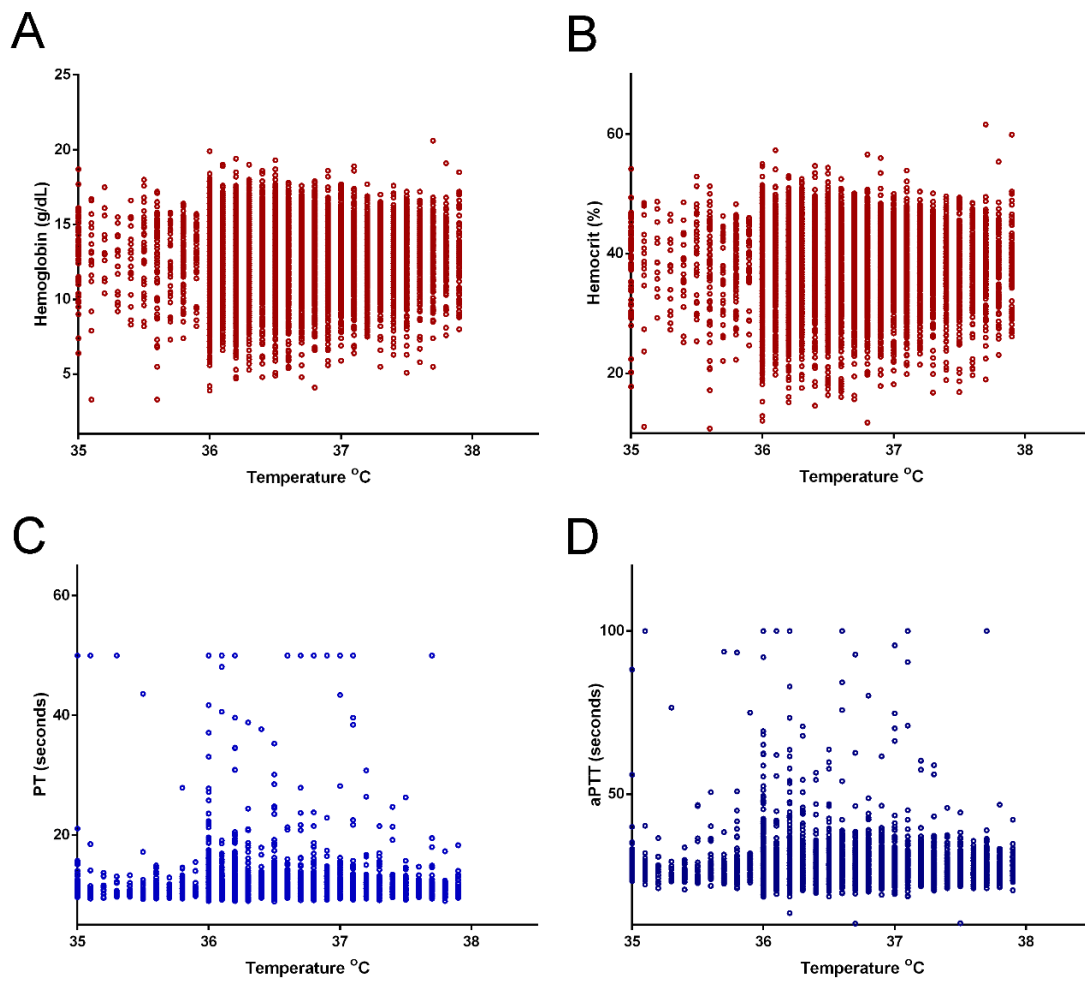 A
Hemoglobin (g/dL)
25
20
15
10
5
35
36
37
38
Temperature °C
B
Hemocrit (%)
60
40
20
35
36
37
38
Temperature °C
C
PT (seconds)
60
40
20
35
36
37
38
Temperature °C
D
aPTT (seconds)
100
50
35
36
37
38
Temperature °C